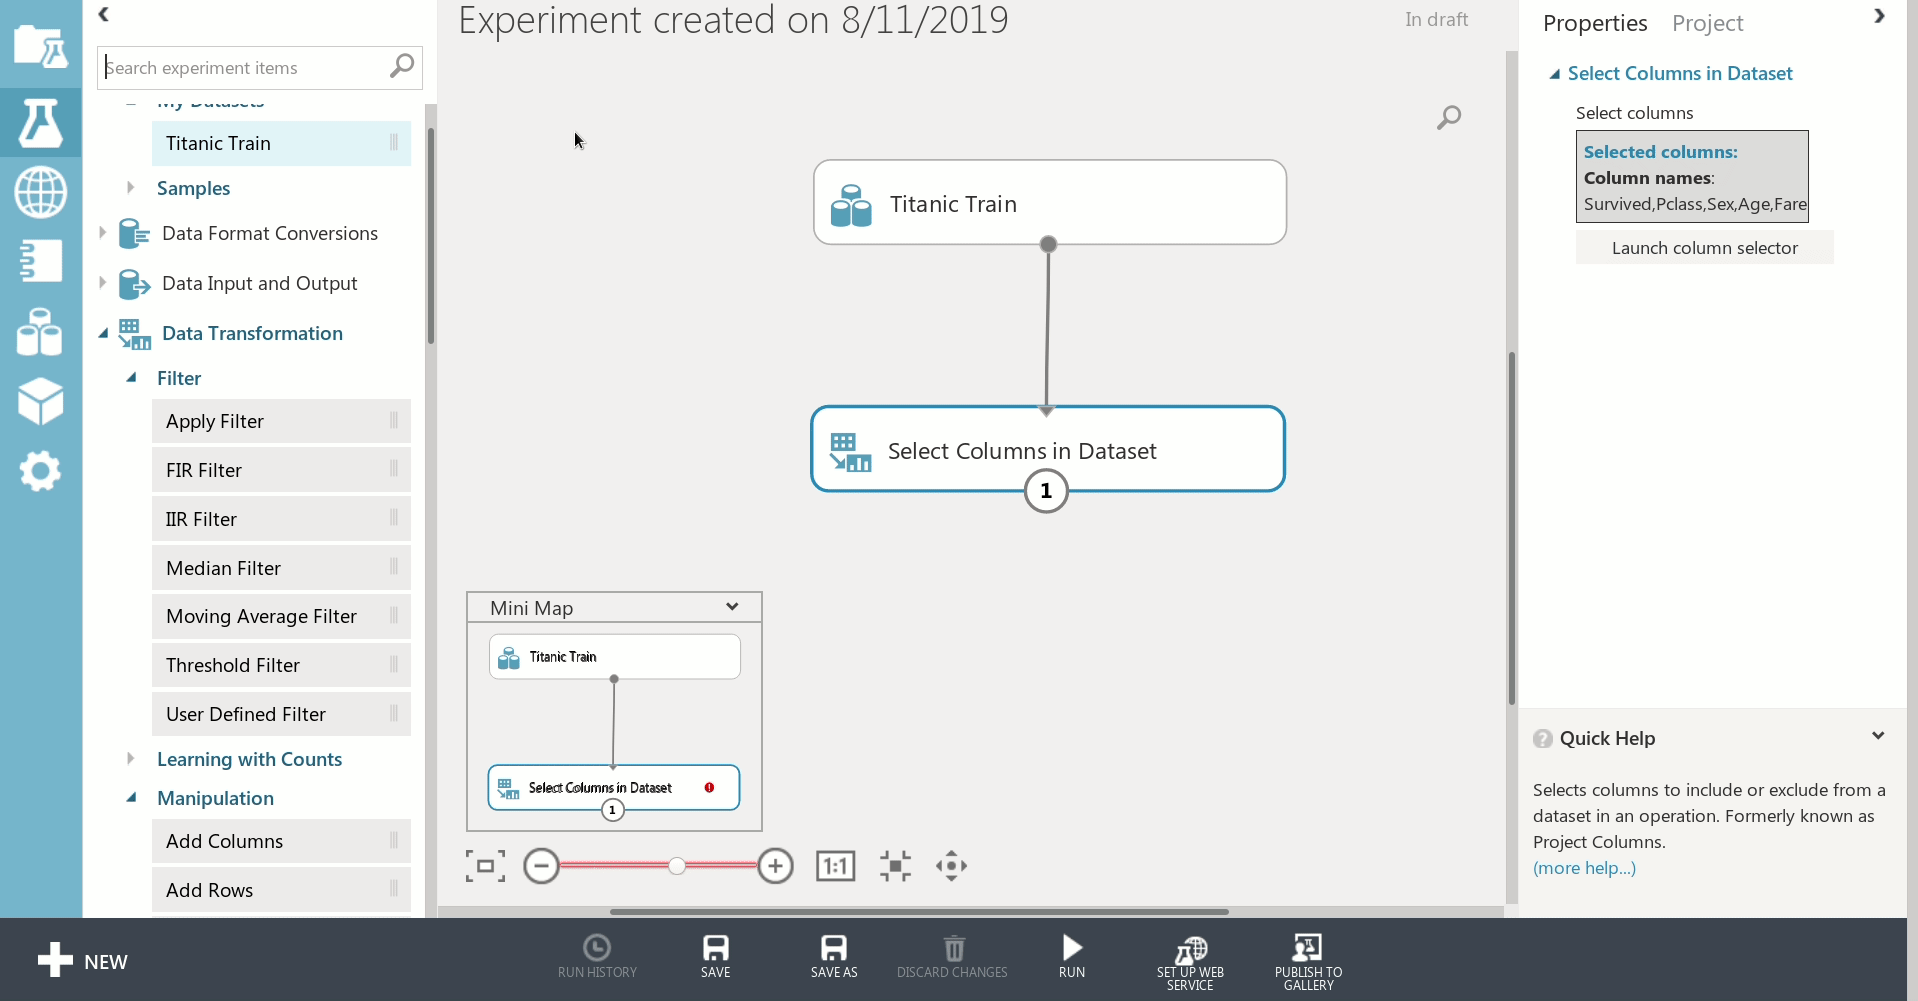 Experiment created on 8/11/2019
In draft
Search experiment items
My Datasets
Titanic Train
Samples
Data Format Conversions
Data Input and Output
Data Transformation
Filter
Apply Filter
FIR Filter
IIR Filter
Median Filter
Moving Average Filter
Threshold Filter
User Defined Filter
Learning with Counts
Manipulation
Add Columns
Add Rows
Titanic Train
Select Columns in Dataset
1
Mini Map
Titanic Train
Select Columns in Dataset
1
1:1
Properties Project
Select Columns in Dataset
Select columns
Selected columns:
Column names:
Survived,Pclass,Sex,Age,Fare
Launch column selector
Quick Help
Selects columns to include or exclude from a
dataset in an operation. Formerly known as
Project Columns.
(more help...)
NEW
RUN HISTORY
SAVE
SAVE AS
DISCARD CHANGES
RUN
SET UP WEB
SERVICE
PUBLISH TO
GALLERY